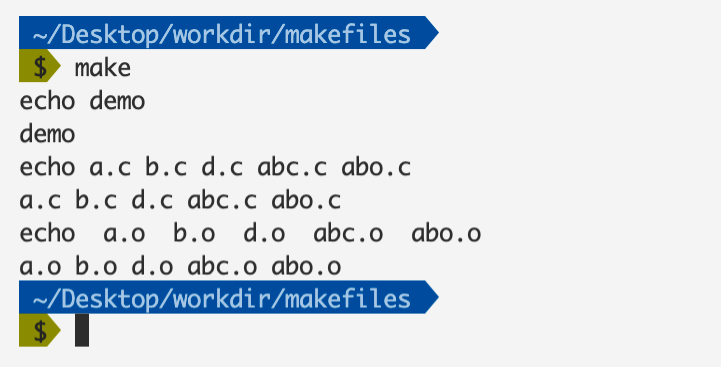 ~/Desktop/workdir/makefiles
$ make
echo demo
demo
echo a.c b.c d.c abc.c abo.c
a.c b.c d.c abc.c abo.c
echo  a.o  b.o  d.o  abc.o  abo.o
a.o b.o d.o abc.o abo.o
~/Desktop/workdir/makefiles
$